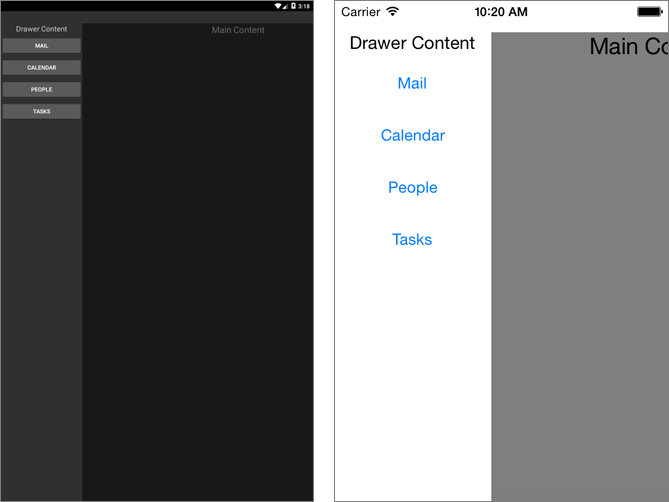 3:18
Drawer Content
Main Content
MAIL
CALENDAR
PEOPLE
TASKS
Carrier 10:20 AM
Drawer Content
Main Co
Mail
Calendar
People
Tasks